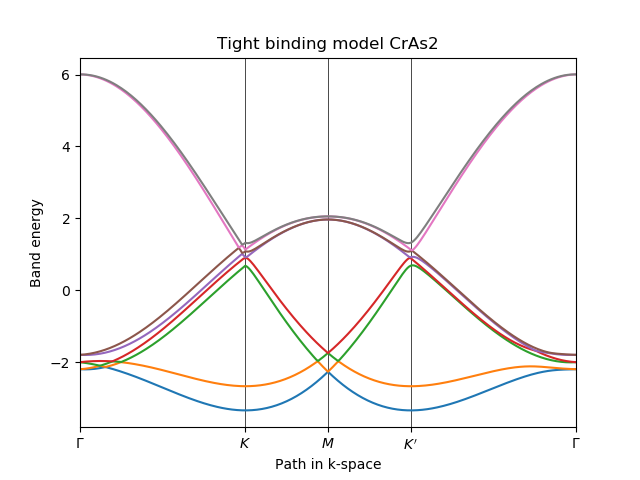 Tight binding model CrAs2
Band energy
6
4
2
0
−2
Γ K M K′ Γ
Path in k-space